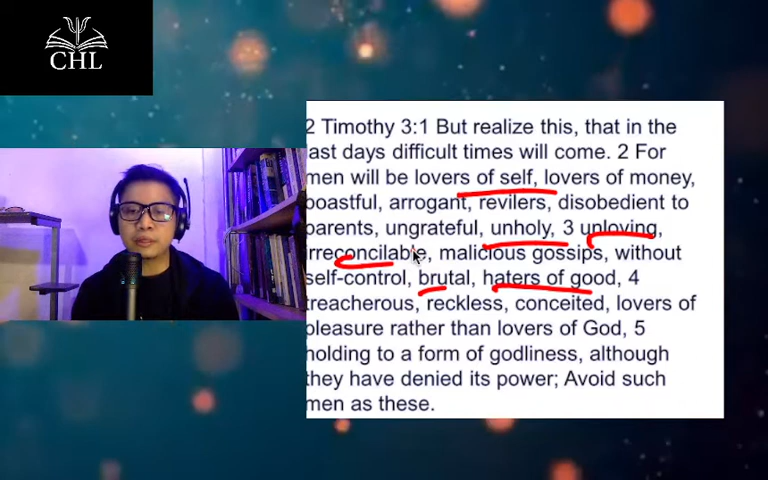 CHL
2 Timothy 3:1 But realize this, that in the
last days difficult times will come. 2 For
men will be lovers of self, lovers of money,
boastful, arrogant, revilers, disobedient to
parents, ungrateful, unholy, 3 unloving,
irreconcilable, malicious gossips, without
self-control, brutal, haters of good, 4
treacherous, reckless, conceited, lovers of
pleasure rather than lovers of God, 5
holding to a form of godliness, although
they have denied its power; Avoid such
men as these.